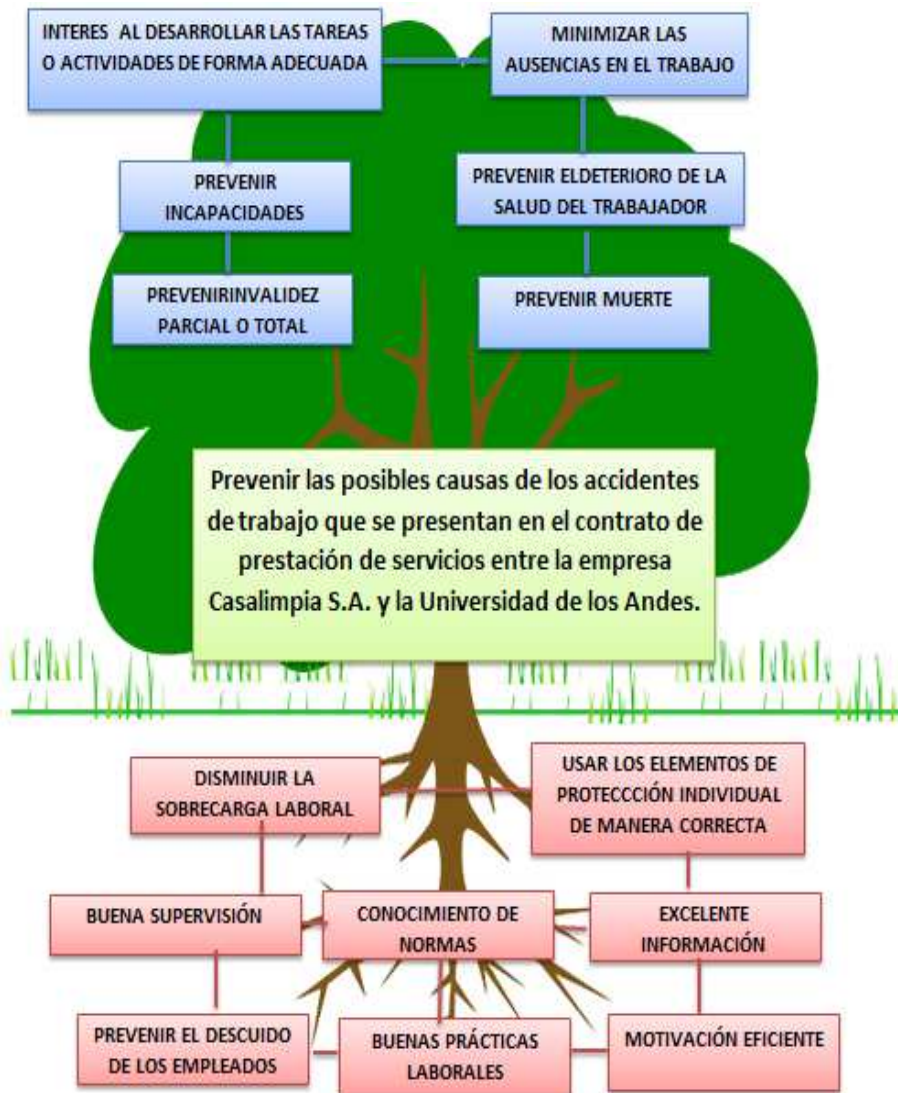 INTERES AL DESARROLLAR LAS TAREAS
O ACTIVIDADES DE FORMA ADECUADA
MINIMIZAR LAS
AUSENCIAS EN EL TRABAJO
PREVENIR
INCAPACIDADES
PREVENIR ELDETERIORO DE LA
SALUD DEL TRABAJADOR
PREVENIRINVALIDEZ
PARCIAL O TOTAL
PREVENIR MUERTE
Prevenir las posibles causas de los accidentes
de trabajo que se presentan en el contrato de
prestación de servicios entre la empresa
Casalimpia S.A. y la Universidad de los Andes.
DISMINUIR LA
SOBRECARGA LABORAL
USAR LOS ELEMENTOS DE
PROTECCCIÓN INDIVIDUAL
DE MANERA CORRECTA
BUENA SUPERVISIÓN
CONOCIMIENTO DE
NORMAS
EXCELENTE
INFORMACIÓN
PREVENIR EL DESCUIDO
DE LOS EMPLEADOS
BUENAS PRÁCTICAS
LABORALES
MOTIVACIÓN EFICIENTE